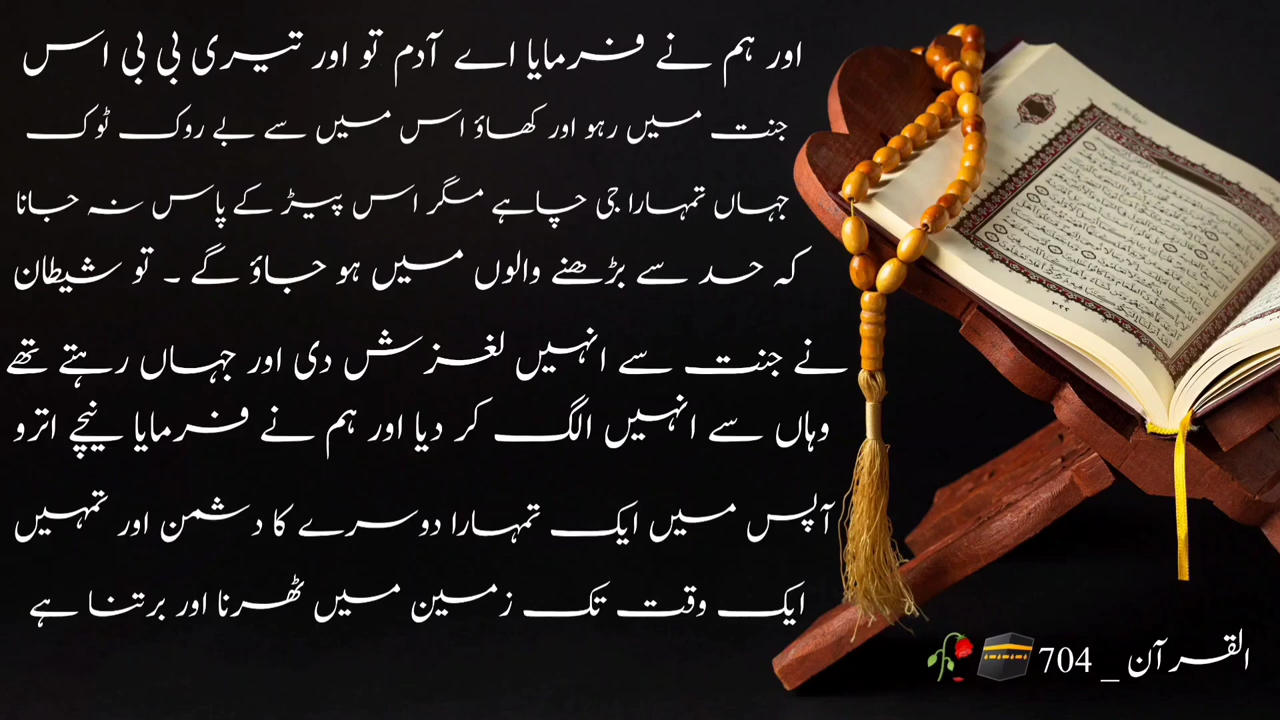 اور ہم نے فرمایا اے آدم تو اور تیری بی بی اس
جنت میں رہو اور کھاؤ اس میں سے بے روک ٹوک
جہاں تمہارا جی چاہے مگر اس پیڑ کے پاس نہ جانا
کہ حد سے بڑھنے والوں میں ہو جاؤ گے ۔ تو شیطان
نے جنت سے انہیں لغزش دی اور جہاں رہتے تھے
وہاں سے انہیں الگ کر دیا اور ہم نے فرمایا نیچے اترو
آپس میں ایک تمہارا دوسرے کا دشمن اور تمہیں
ایک وقت تک زمین میں ٹھرنا اور برتنا ہے
القرآن _ 704